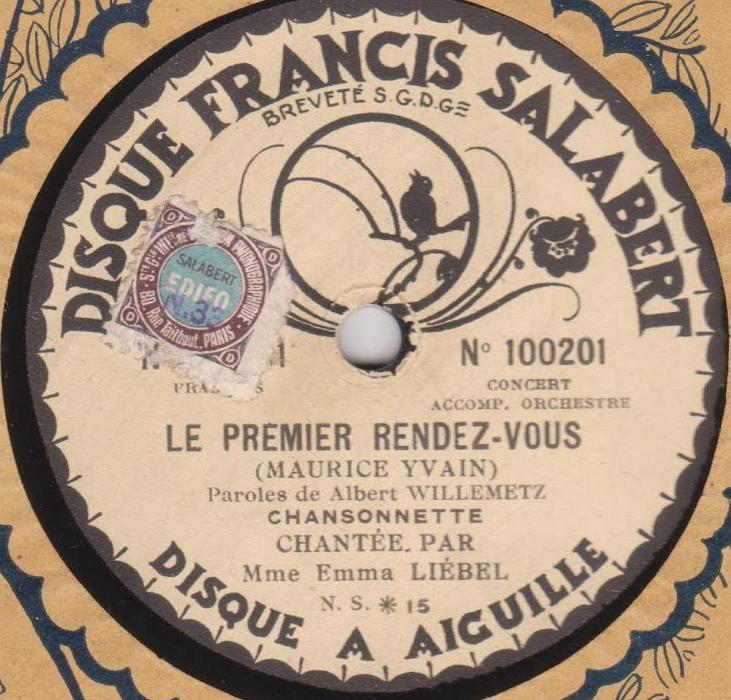 DISQUE FRANCIS SALABERT
BREVETÉ S.G.D.G.
SALABERT
EDIFO
80, Rue Taitbout, PARIS
Nº 100201
CONCERT
ACCOMP. ORCHESTRE
LE PREMIER RENDEZ-VOUS
(MAURICE YVAIN)
Paroles de Albert WILLEMETZ
CHANSONNETTE
CHANTÉE. PAR
Mme Emma LIÉBEL
N. S. ✳ 15
DISQUE A AIGUILLE